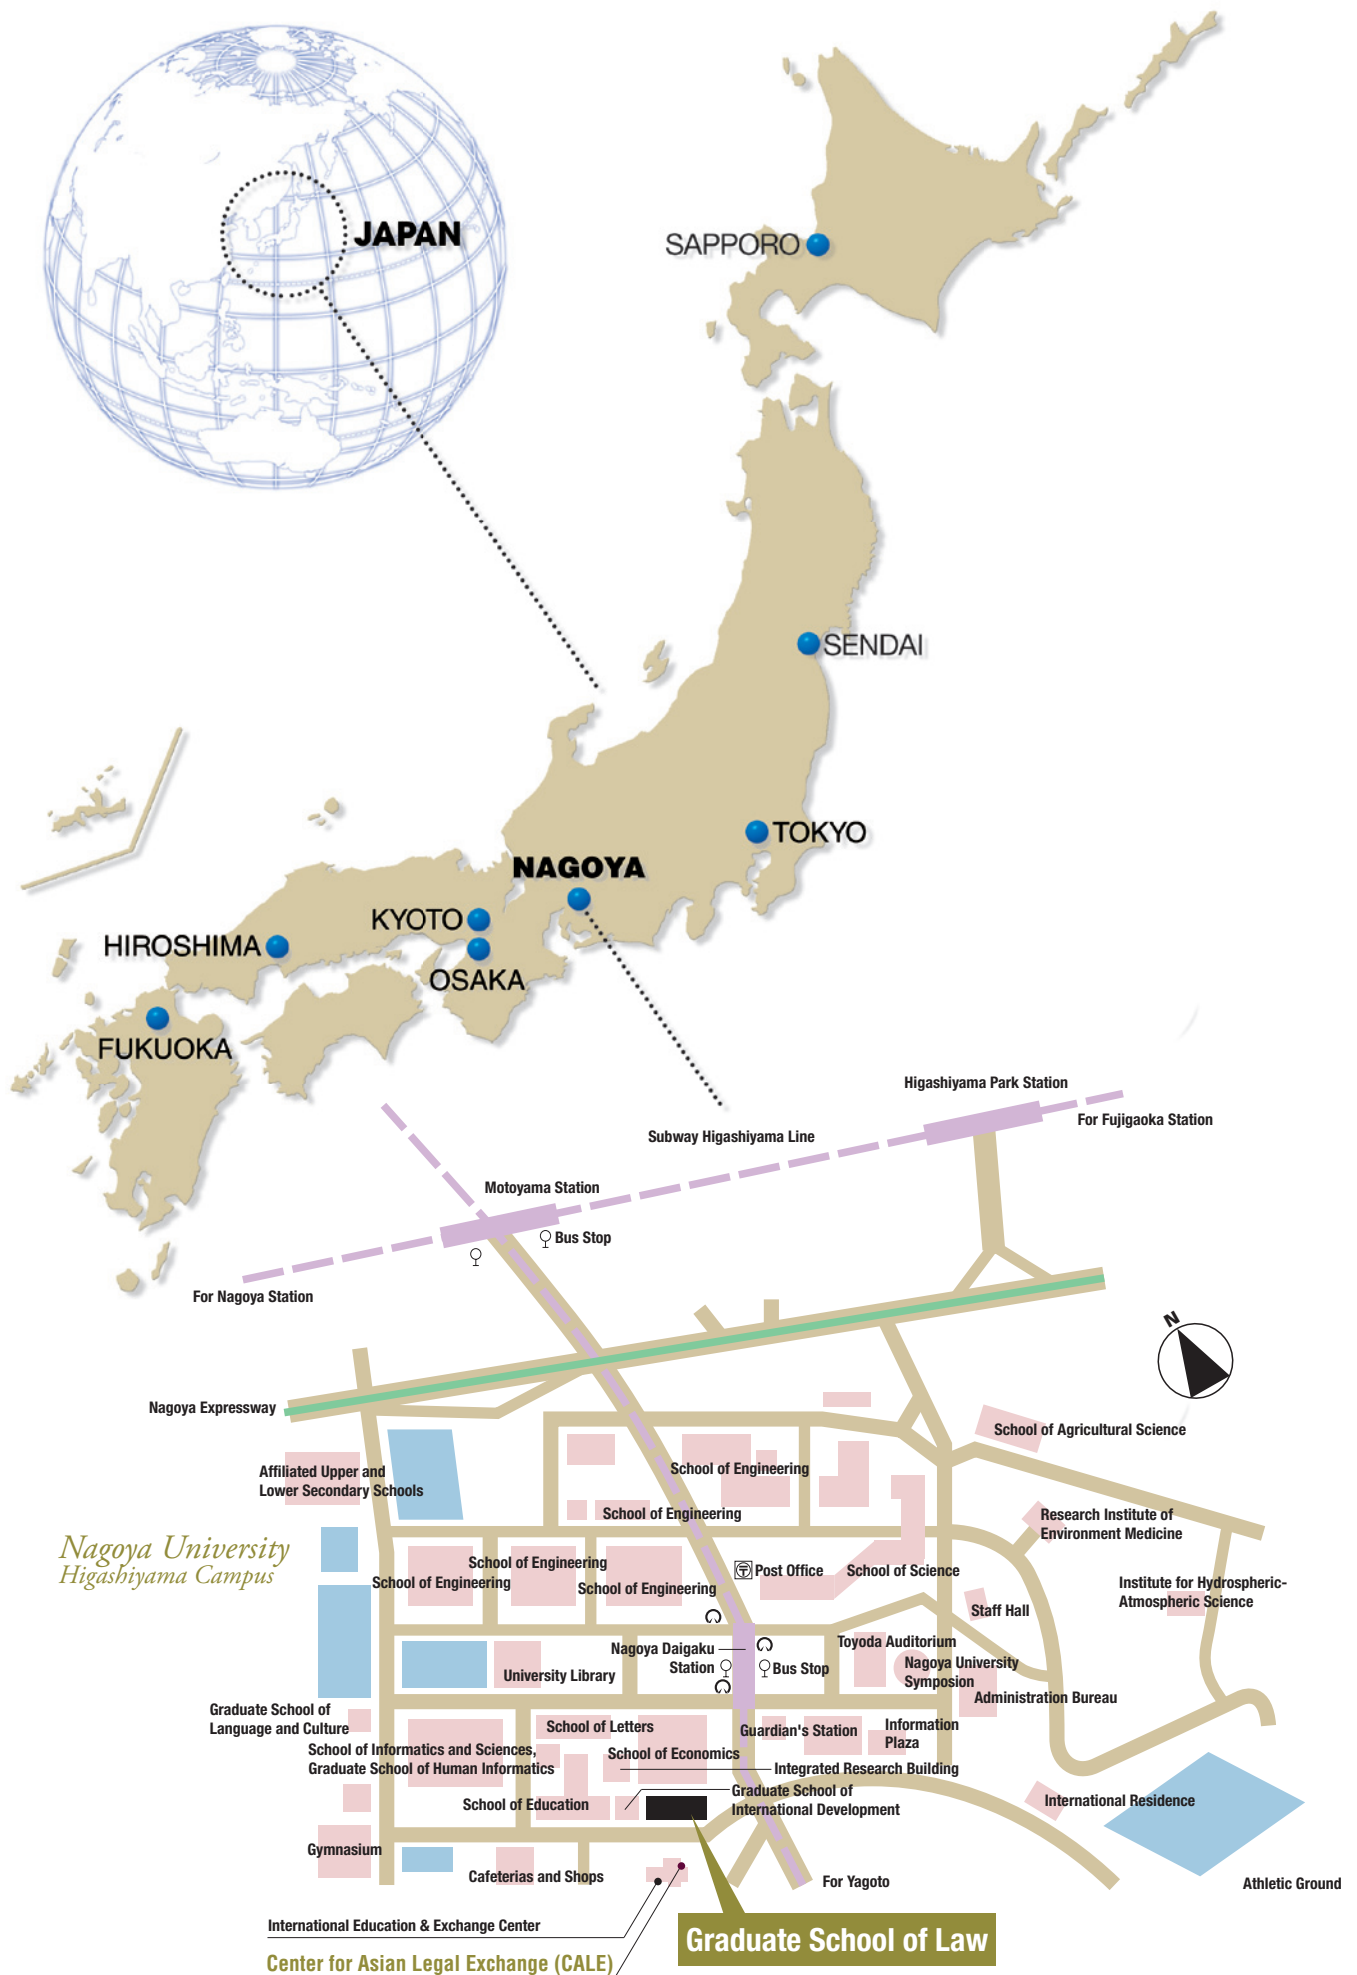 JAPAN
SAPPORO
SENDAI
TOKYO
NAGOYA
KYOTO
HIROSHIMA
OSAKA
FUKUOKA
Higashiyama Park Station
For Fujigaoka Station
Subway Higashiyama Line
Motoyama Station
Bus Stop
For Nagoya Station
N
Nagoya Expressway
School of Agricultural Science
Affiliated Upper and
Lower Secondary Schools
School of Engineering
School of Engineering
Research Institute of
Environment Medicine
Nagoya University
Higashiyama Campus
School of Engineering
School of Engineering
School of Engineering
〒
Post Office
School of Science
Institute for Hydrospheric-
Atmospheric Science
Staff Hall
Nagoya Daigaku
Station
Bus Stop
Toyoda Auditorium
Nagoya University
Symposion
University Library
Administration Bureau
Graduate School of
Language and Culture
School of Letters
Guardian's Station
Information
Plaza
School of Informatics and Sciences,
Graduate School of Human Informatics
School of Economics
Integrated Research Building
Graduate School of
International Development
School of Education
International Residence
Gymnasium
Cafeterias and Shops
For Yagoto
Athletic Ground
International Education & Exchange Center
Graduate School of Law
Center for Asian Legal Exchange (CALE)